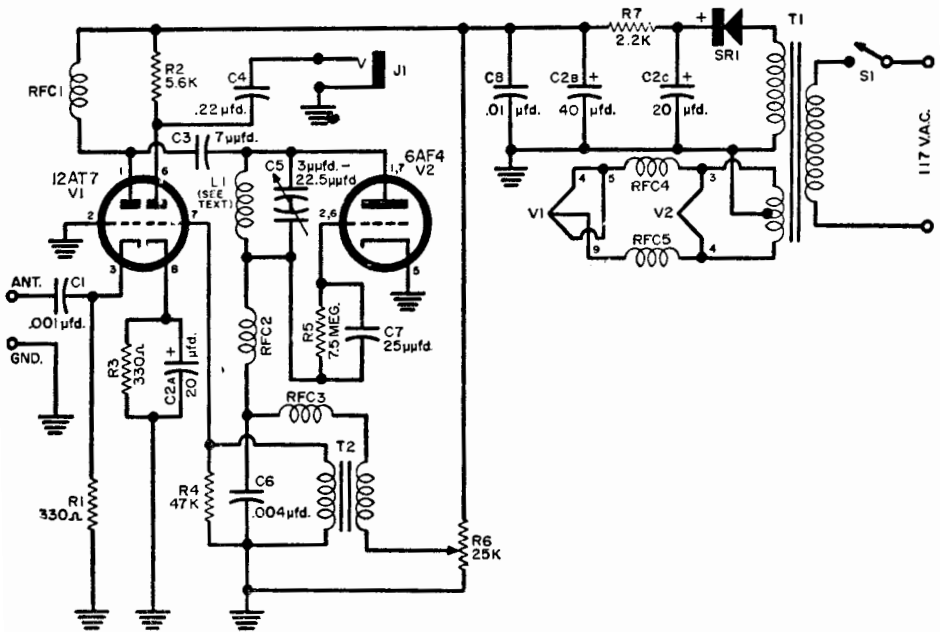 R7
2.2K
+
SR1
T1
S1
117 V.A.C.
RFC1
R2
5.6K
C4
.22 µfd.
J1
C8
.01 µfd.
C2B +
40 µfd.
C2C +
20 µfd.
C3 7µµfd.
12AT7
V1
1 6
2 7
3 8
L1
(SEE
TEXT)
C5 3µµfd.-
22.5µµfd
6AF4
V2
1,7
2,6
5
4 5
RFC4
3
V1
V2
9
RFC5
4
ANT.
C1
.001µfd.
GND.
R3
330Ω
C2A +
20 µfd.
RFC2
R5
7.5 MEG.
C7
25µµfd.
RFC3
T2
R1
330Ω
R4
47K
C6
.004µfd.
R6
25K